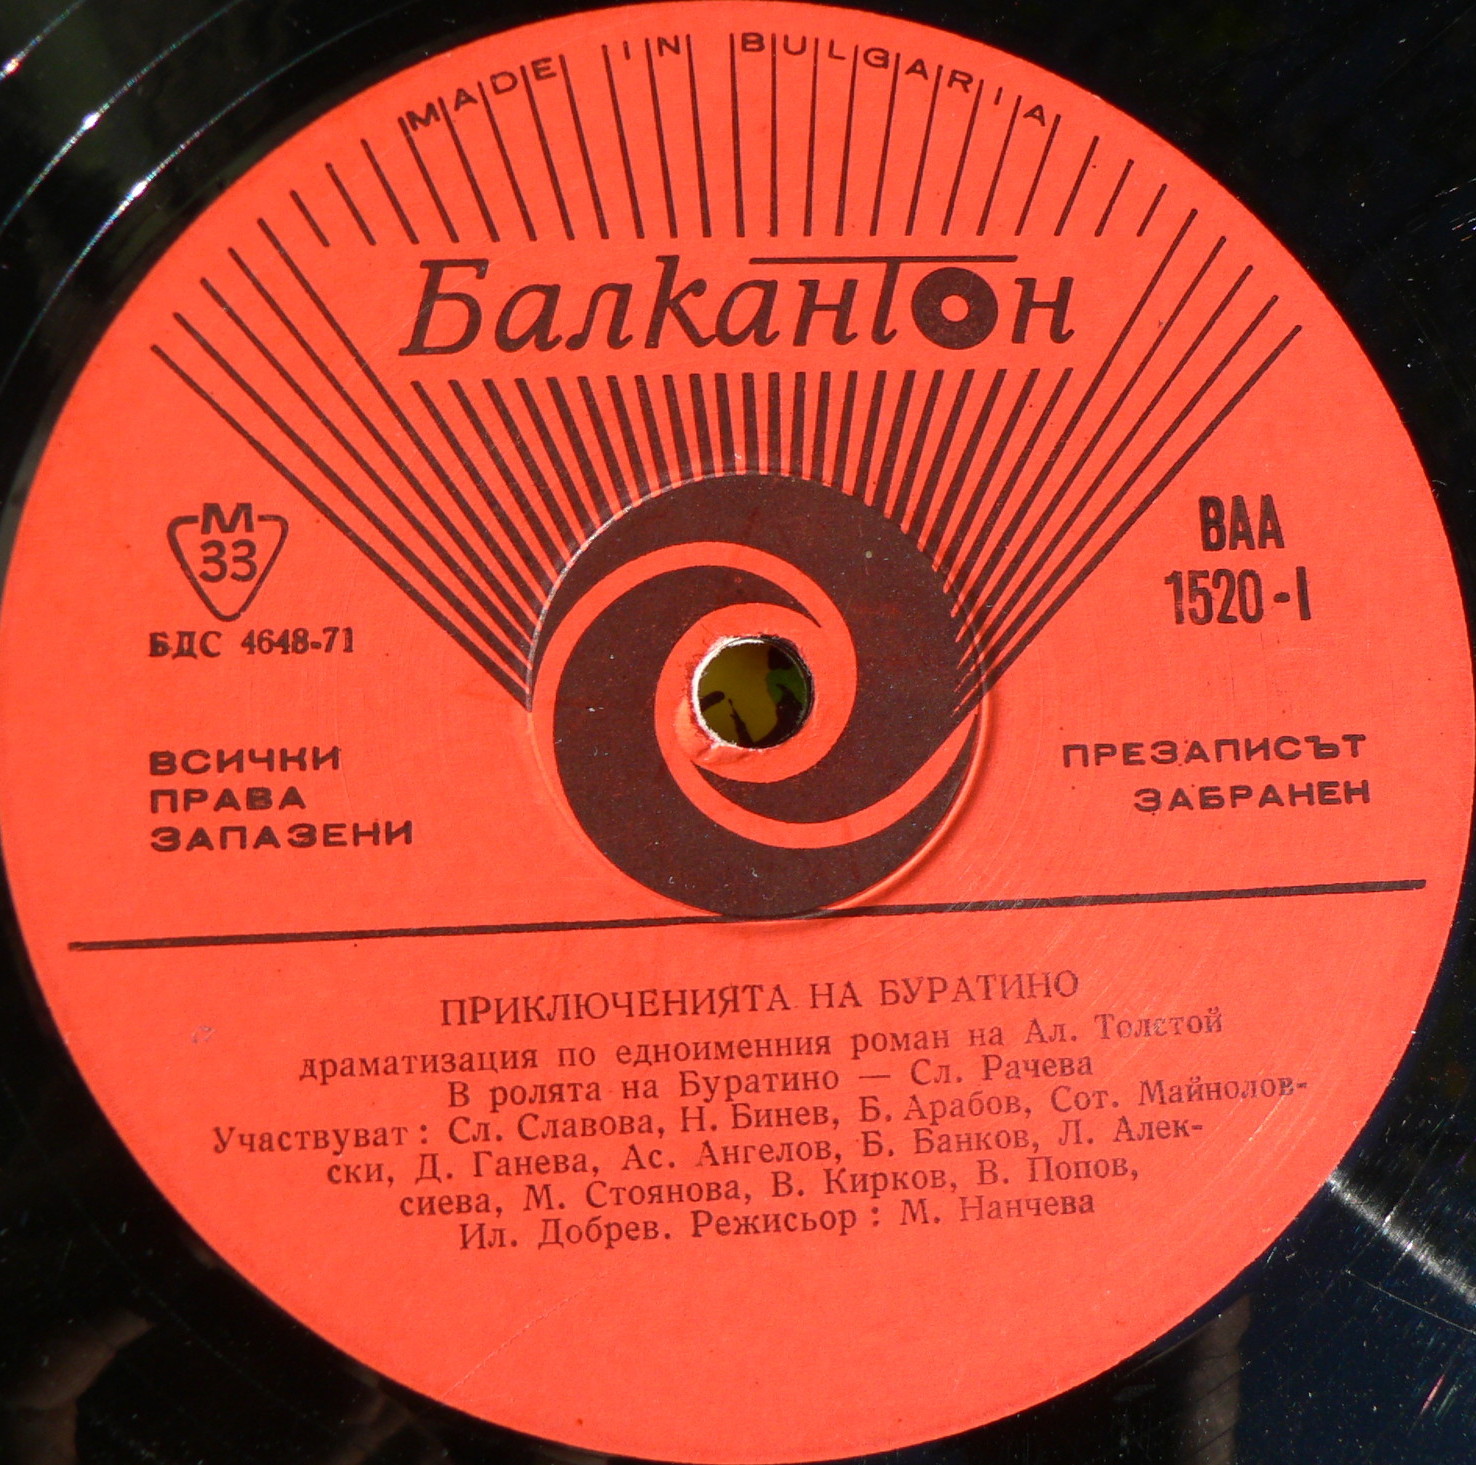 MADE IN BULGARIA
Балкантон
М
33
БДС 4648-71
ВАА
1520-I
ВСИЧКИ
ПРАВА
ЗАПАЗЕНИ
ПРЕЗАПИСЪТ
ЗАБРАНЕН
ПРИКЛЮЧЕНИЯТА НА БУРАТИНО
драматизация по едноименния роман на Ал. Толстой
В ролята на Буратино — Сл. Рачева
Участвуват: Сл. Славова, Н. Бинев, Б. Арабов, Сот. Майнолов-
ски, Д. Ганева, Ас. Ангелов, Б. Банков, Л. Алек-
сиева, М. Стоянова, В. Кирков, В. Попов,
Ил. Добрев. Режисьор: М. Нанчева